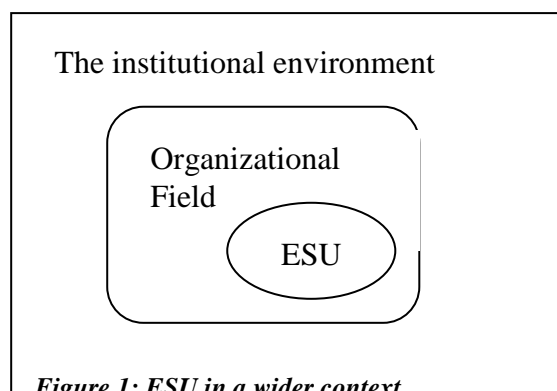 The institutional environment
Organizational
Field
ESU
Figure 1: ESU in a wider context